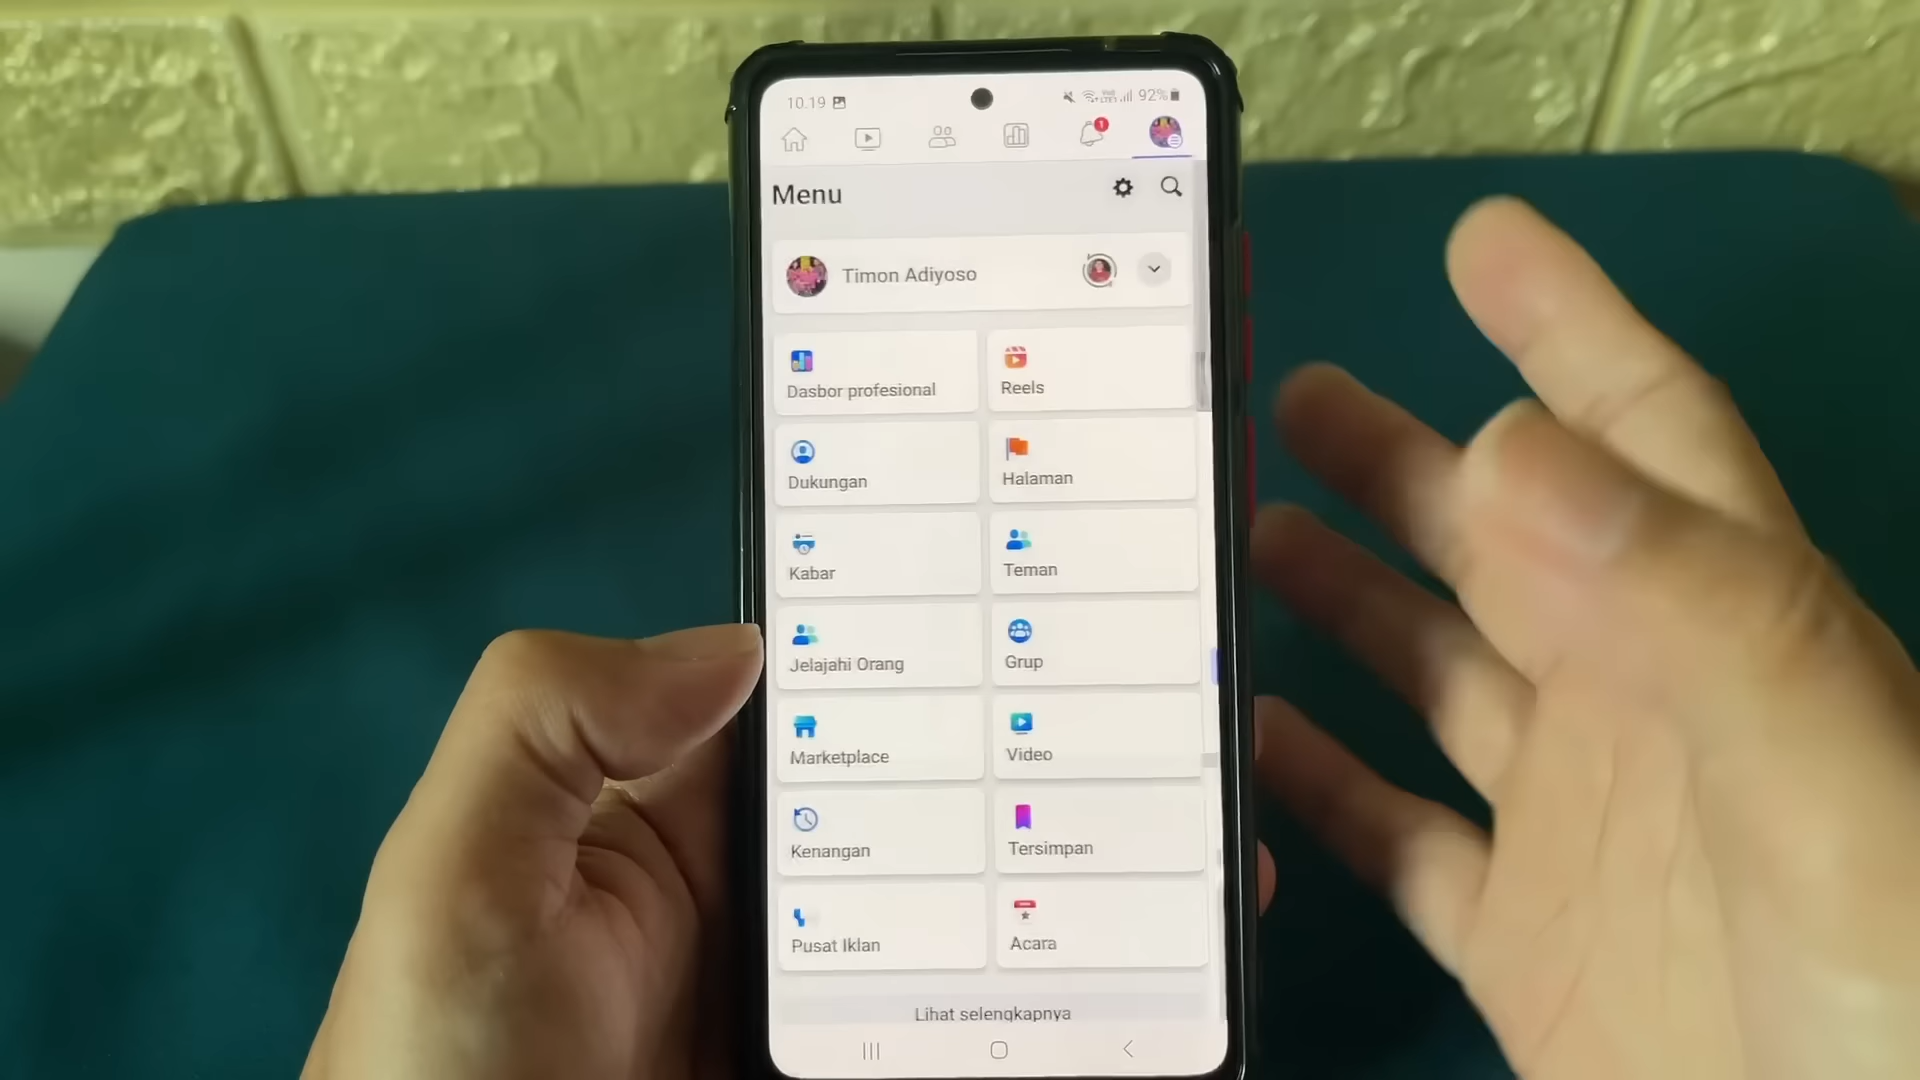 10.19
92%
1
Menu
Timon Adiyoso
Dasbor profesional
Reels
Dukungan
Halaman
Kabar
Teman
Jelajahi Orang
Grup
Marketplace
Video
Kenangan
Tersimpan
Pusat Iklan
Acara
Lihat selengkapnya